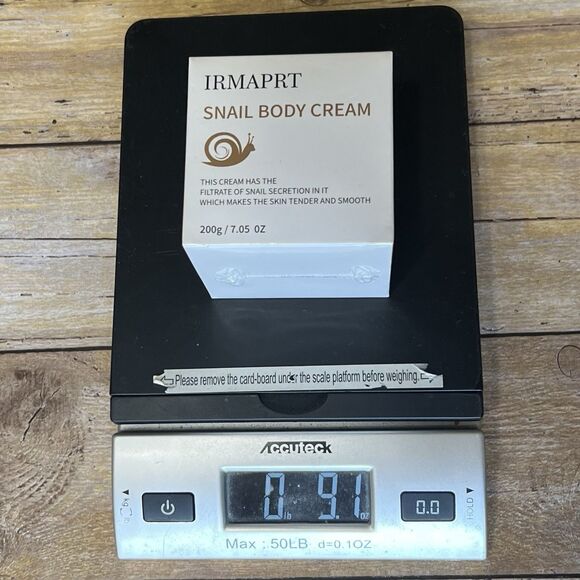 IRMAPRT
SNAIL BODY CREAM
THIS CREAM HAS THE
FILTRATE OF SNAIL SECRETION IN IT
WHICH MAKES THE SKIN TENDER AND SMOOTH
200g / 7.05 OZ
Please remove the card-board under the scale platform before weighing.
Accuteck
kg
lb 9.1 oz
0.0
HOLD
Max : 50LB d=0.1OZ